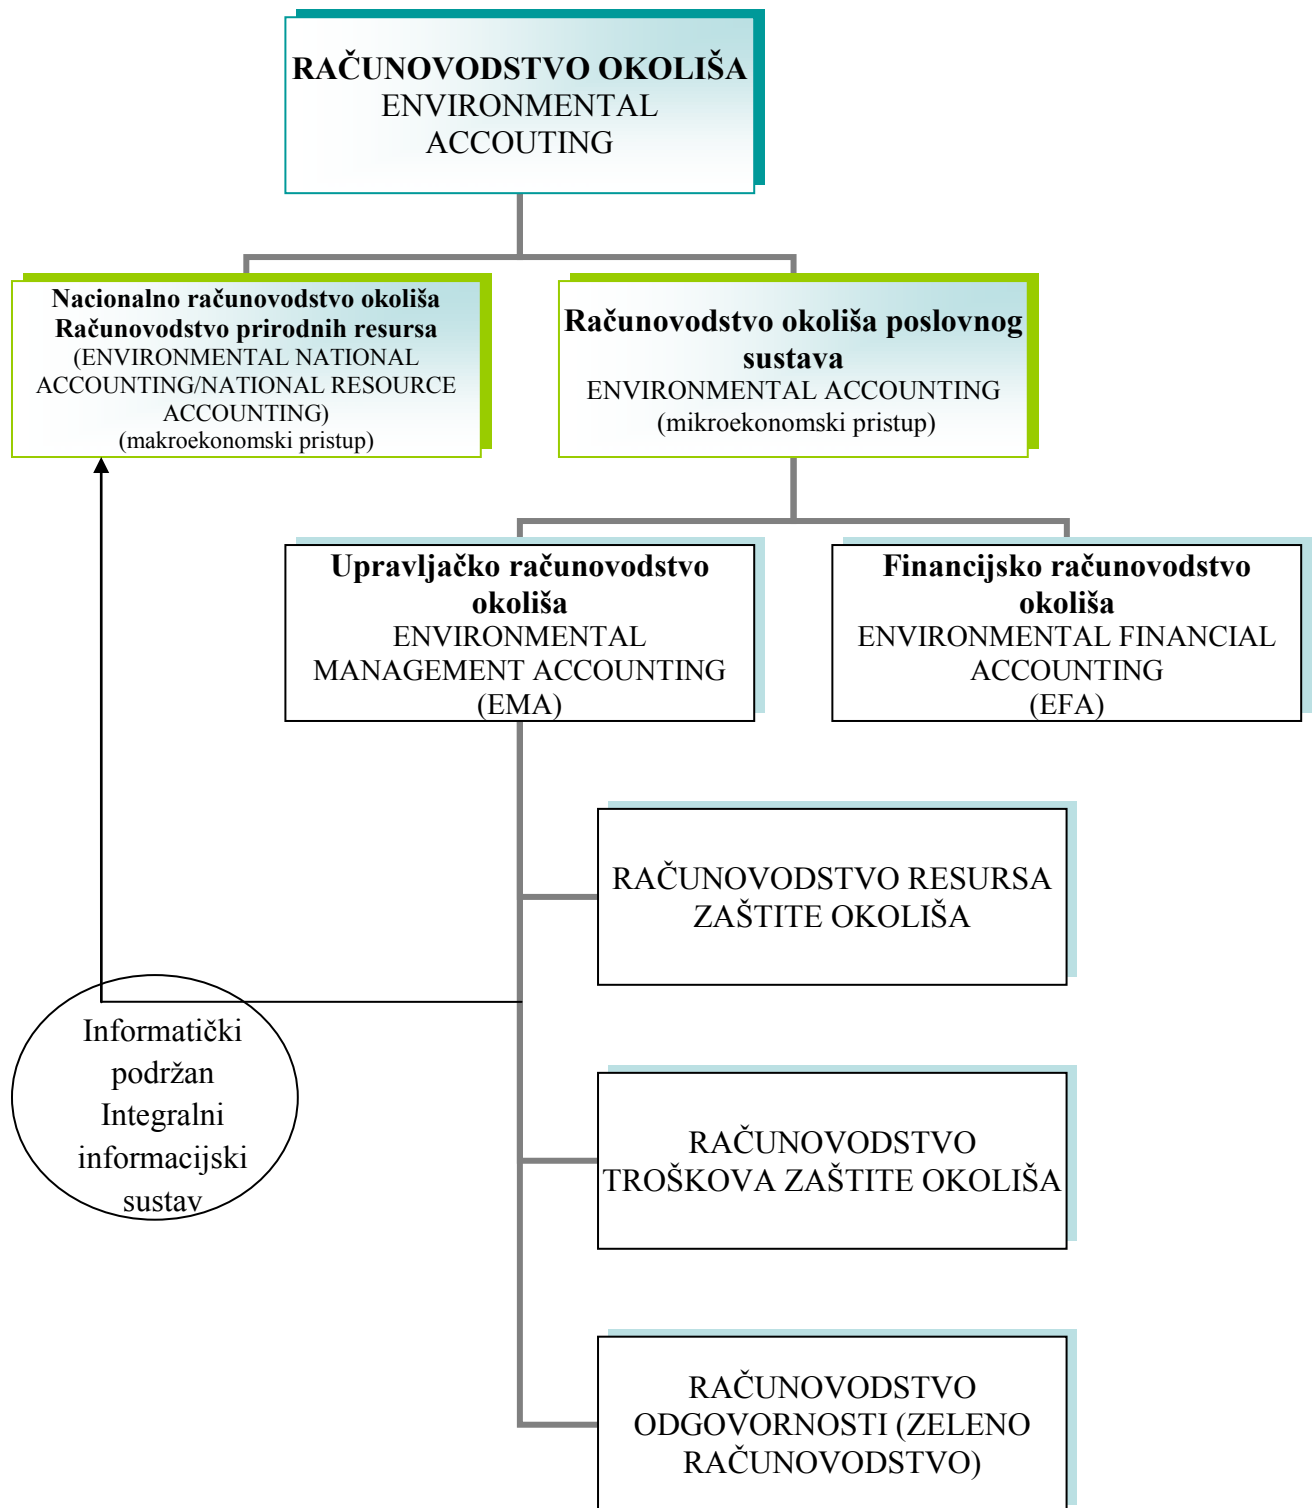 RAČUNOVODSTVO OKOLIŠA
ENVIRONMENTAL
ACCOUTING
Nacionalno računovodstvo okoliša
Računovodstvo prirodnih resursa
(ENVIRONMENTAL NATIONAL
ACCOUNTING/NATIONAL RESOURCE
ACCOUNTING)
(makroekonomski pristup)
Računovodstvo okoliša poslovnog
sustava
ENVIRONMENTAL ACCOUNTING
(mikroekonomski pristup)
Upravljačko računovodstvo
okoliša
ENVIRONMENTAL
MANAGEMENT ACCOUNTING
(EMA)
Financijsko računovodstvo
okoliša
ENVIRONMENTAL FINANCIAL
ACCOUNTING
(EFA)
RAČUNOVODSTVO RESURSA
ZAŠTITE OKOLIŠA
Informatički
podržan
Integralni
informacijski
sustav
RAČUNOVODSTVO
TROŠKOVA ZAŠTITE OKOLIŠA
RAČUNOVODSTVO
ODGOVORNOSTI (ZELENO
RAČUNOVODSTVO)